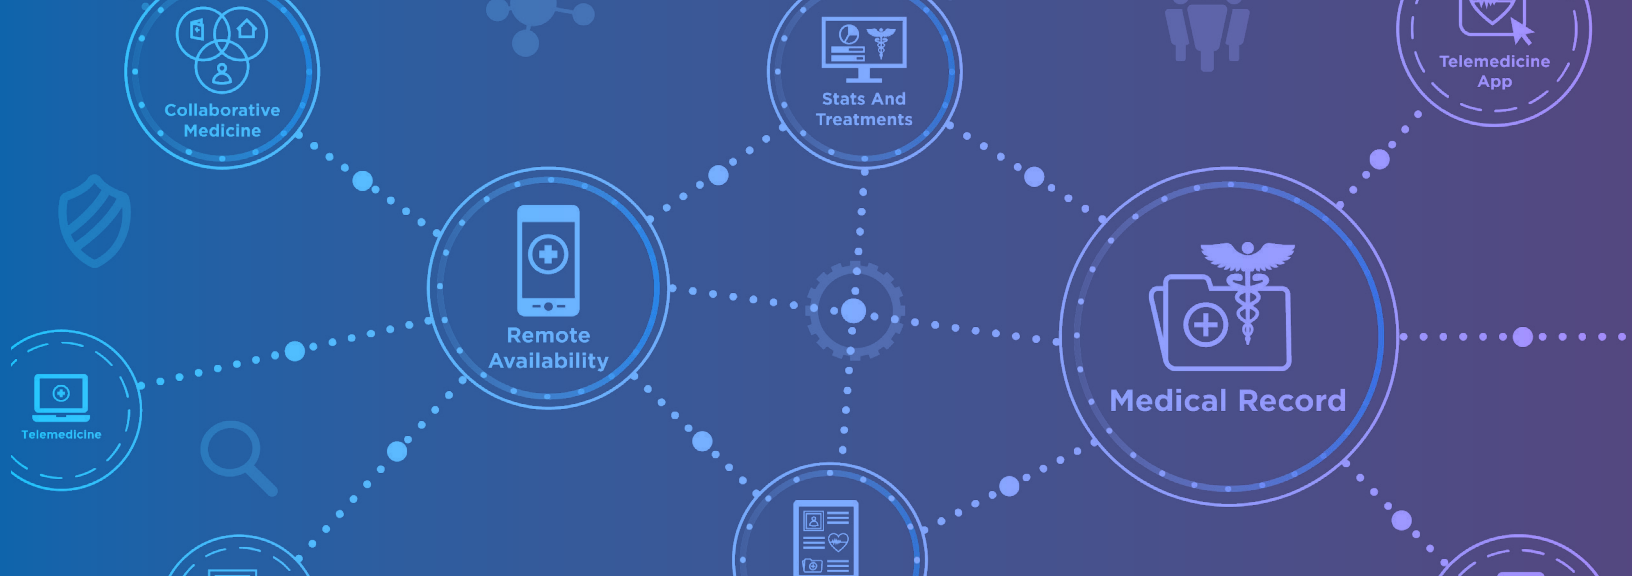 Collaborative
Medicine
Stats And
Treatments
Telemedicine
App
Remote
Availability
Medical Record
Telemedicine